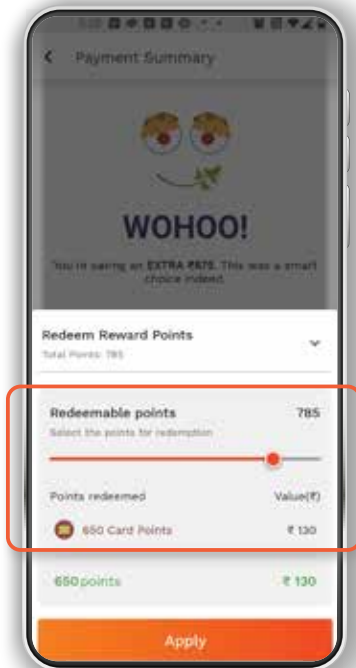 Payment Summary
WOHOO!
You're saving an EXTRA ₹875. This was a smart
choice indeed.
Redeem Reward Points
Total Points: 785
Redeemable points 785
Select the points for redemption
Points redeemed Value(₹)
650 Card Points ₹ 130
650 points ₹ 130
Apply